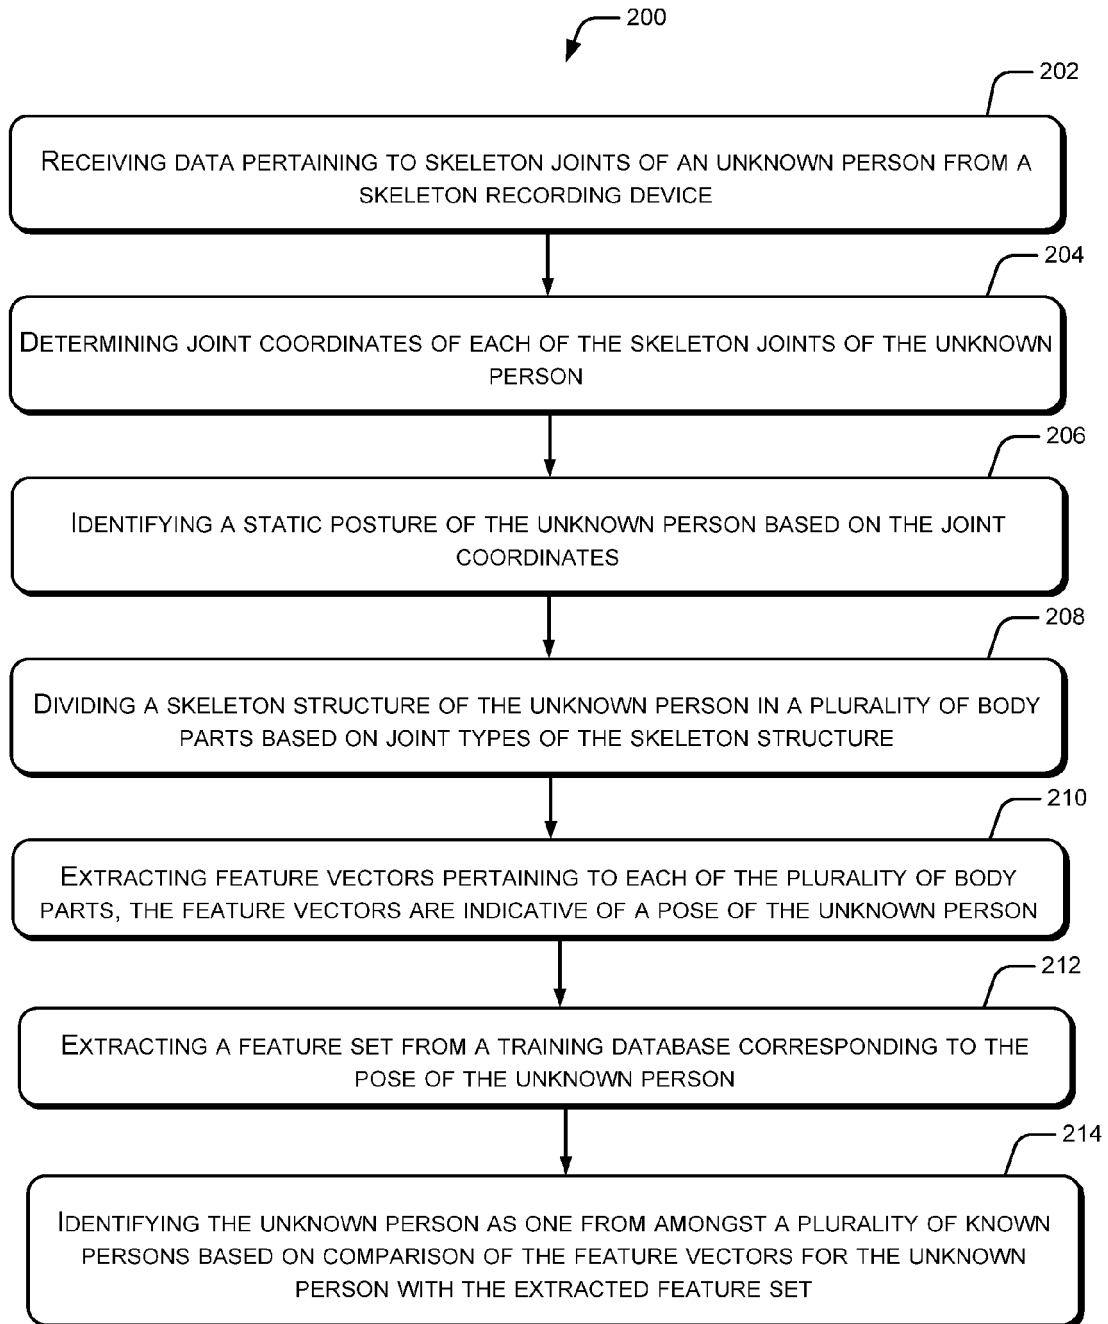 200
202
RECEIVING DATA PERTAINING TO SKELETON JOINTS OF AN UNKNOWN PERSON FROM A
SKELETON RECORDING DEVICE
204
DETERMINING JOINT COORDINATES OF EACH OF THE SKELETON JOINTS OF THE UNKNOWN
PERSON
206
IDENTIFYING A STATIC POSTURE OF THE UNKNOWN PERSON BASED ON THE JOINT
COORDINATES
208
DIVIDING A SKELETON STRUCTURE OF THE UNKNOWN PERSON IN A PLURALITY OF BODY
PARTS BASED ON JOINT TYPES OF THE SKELETON STRUCTURE
210
EXTRACTING FEATURE VECTORS PERTAINING TO EACH OF THE PLURALITY OF BODY
PARTS, THE FEATURE VECTORS ARE INDICATIVE OF A POSE OF THE UNKNOWN PERSON
212
EXTRACTING A FEATURE SET FROM A TRAINING DATABASE CORRESPONDING TO THE
POSE OF THE UNKNOWN PERSON
214
IDENTIFYING THE UNKNOWN PERSON AS ONE FROM AMONGST A PLURALITY OF KNOWN
PERSONS BASED ON COMPARISON OF THE FEATURE VECTORS FOR THE UNKNOWN
PERSON WITH THE EXTRACTED FEATURE SET